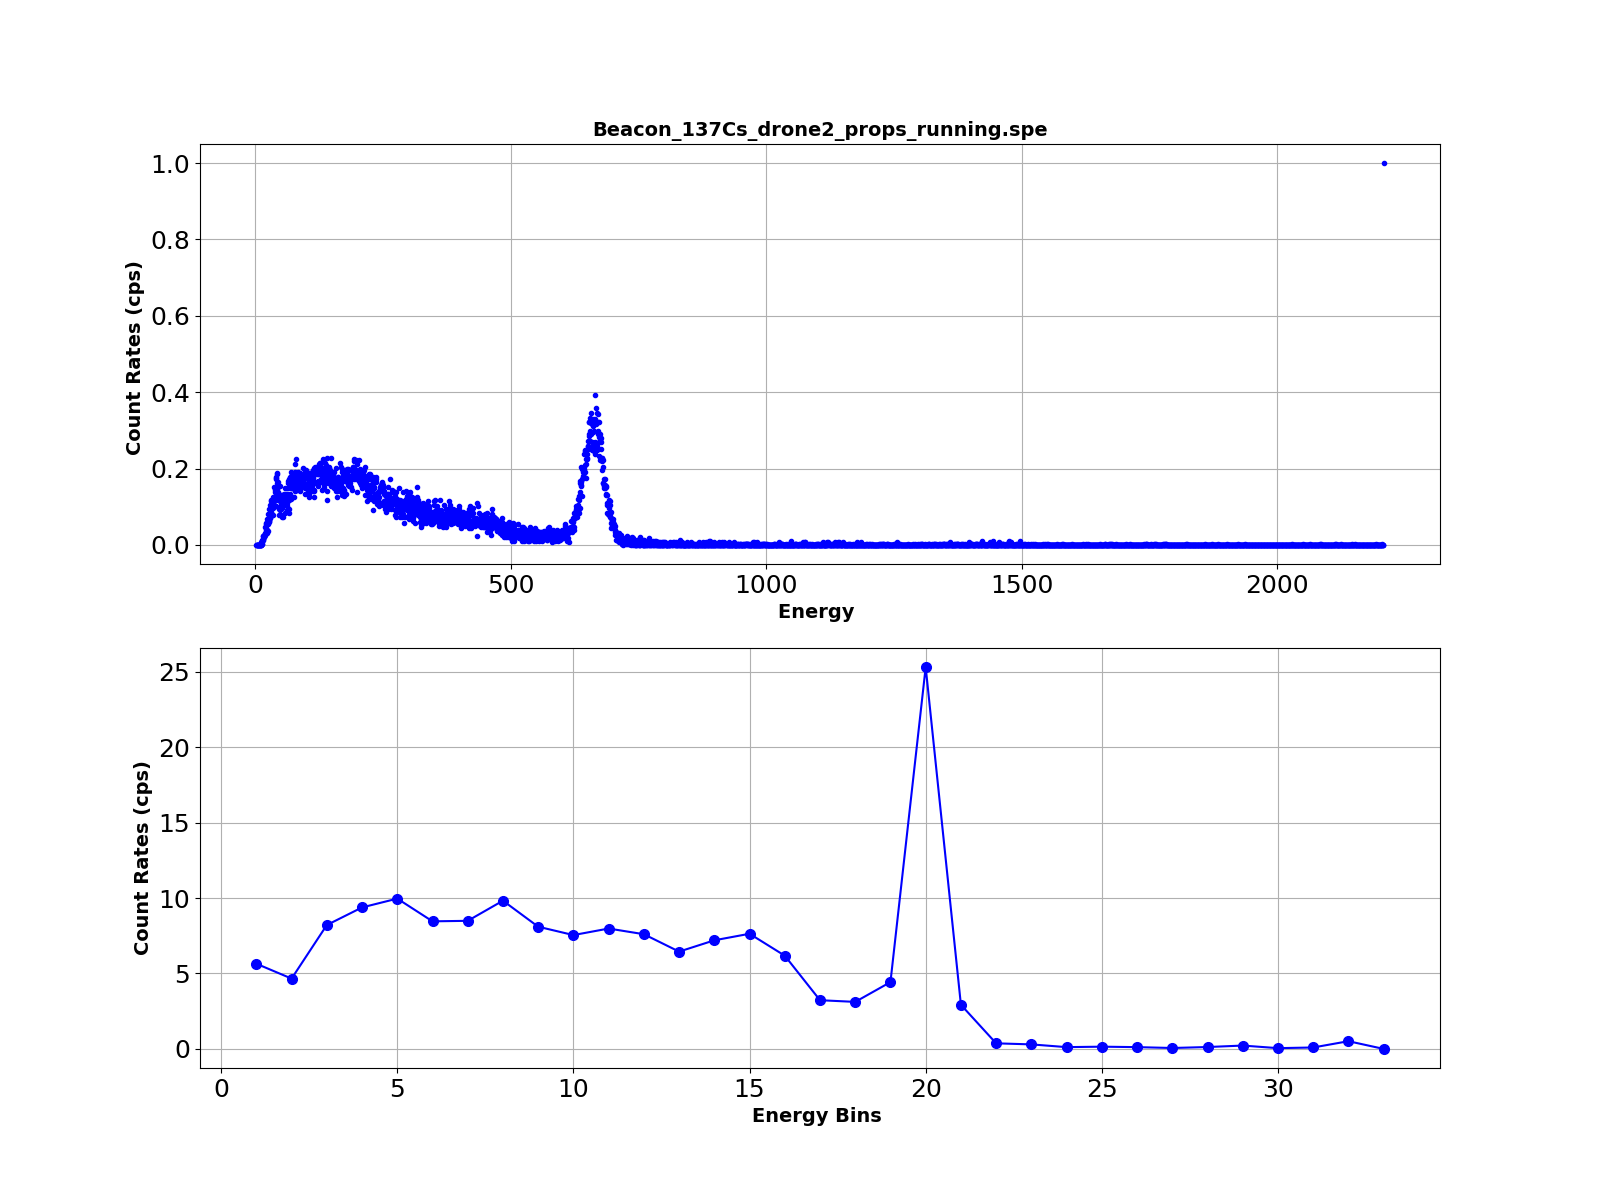 Beacon_137Cs_drone2_props_running.spe
1.0
0.8
0.6
0.4
0.2
0.0
Count Rates (cps)
0 500 1000 1500 2000
Energy
25
20
15
10
5
0
Count Rates (cps)
0 5 10 15 20 25 30
Energy Bins